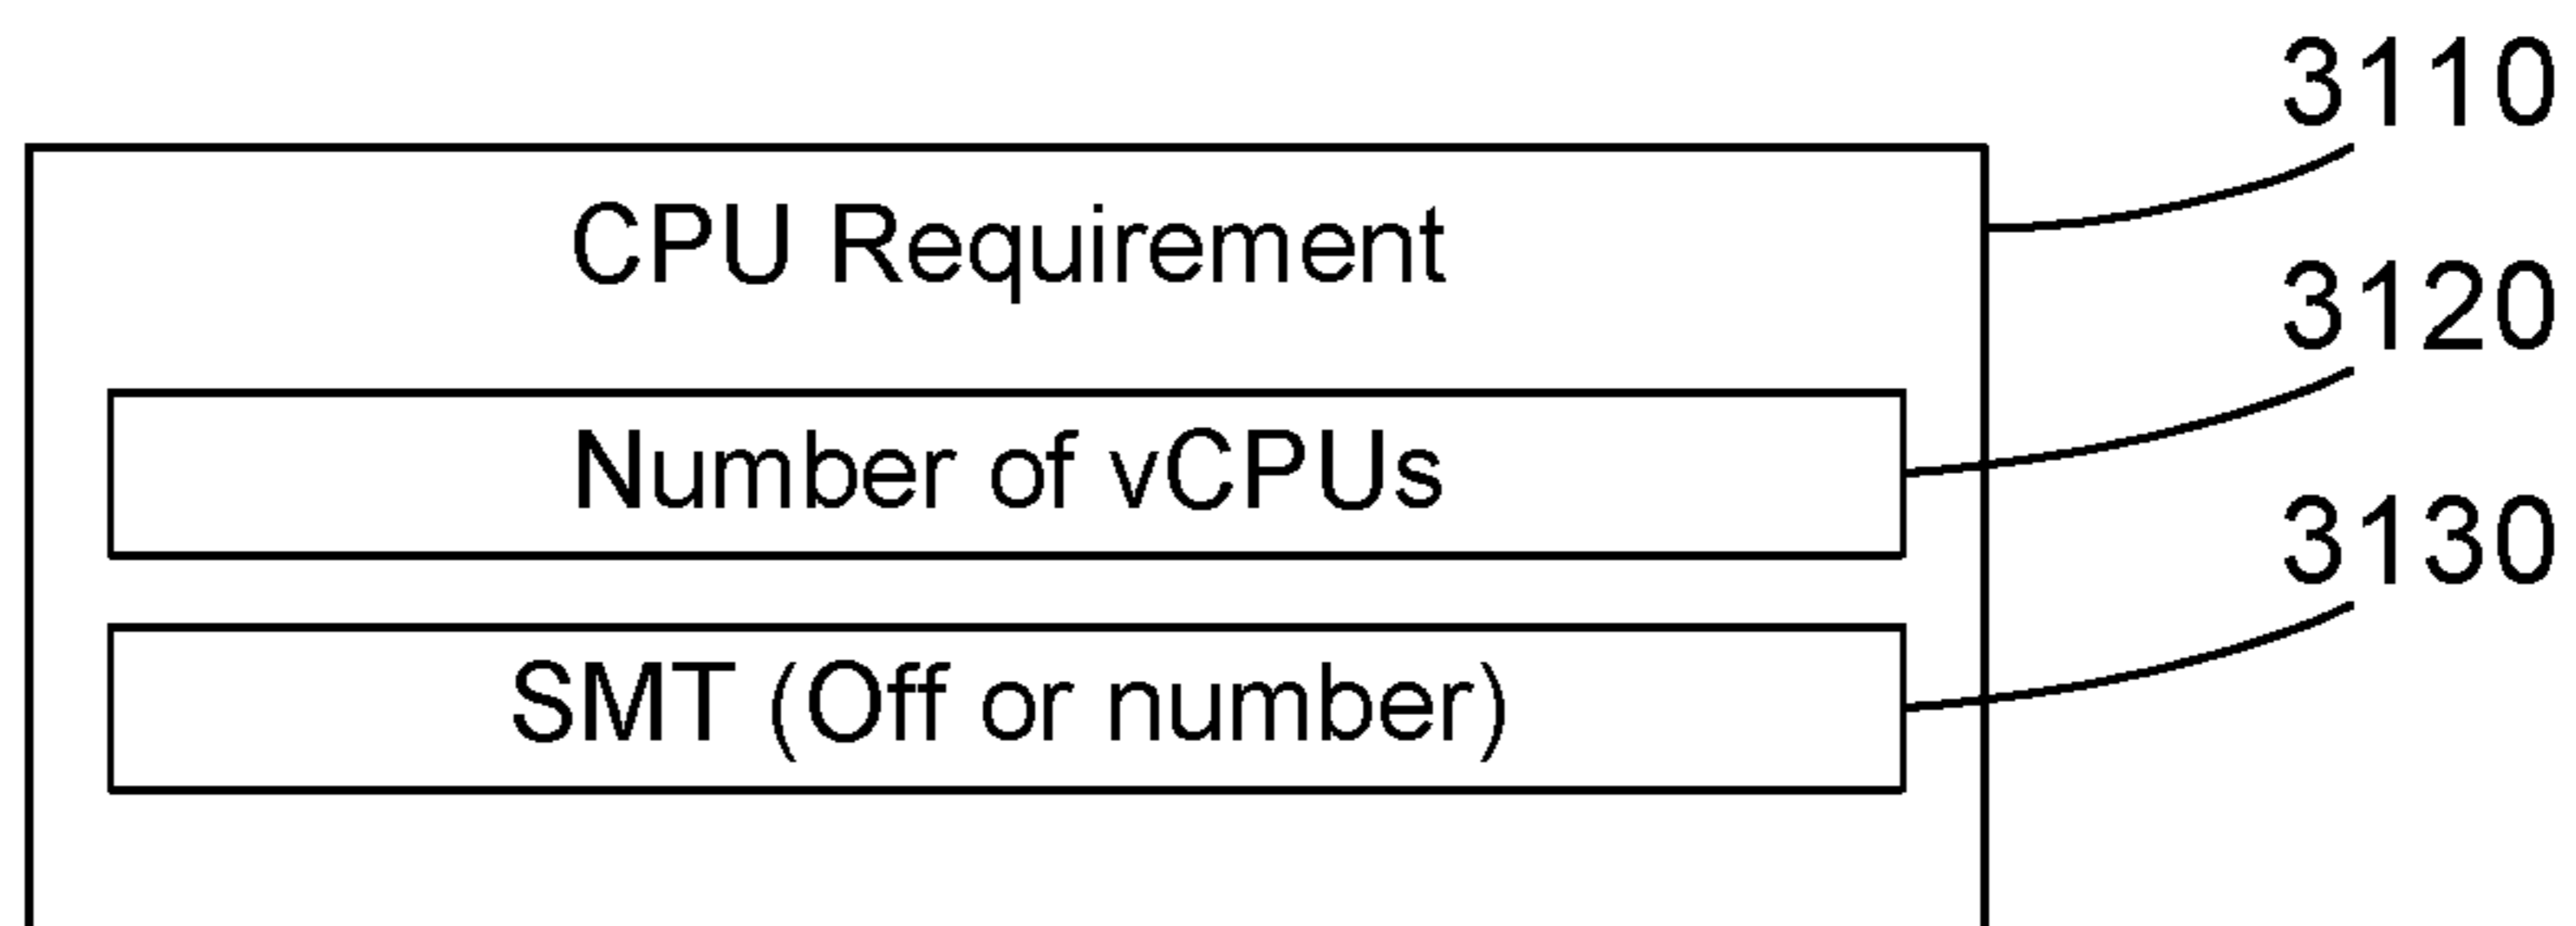 3110
CPU Requirement
3120
Number of vCPUs
3130
SMT (Off or number)